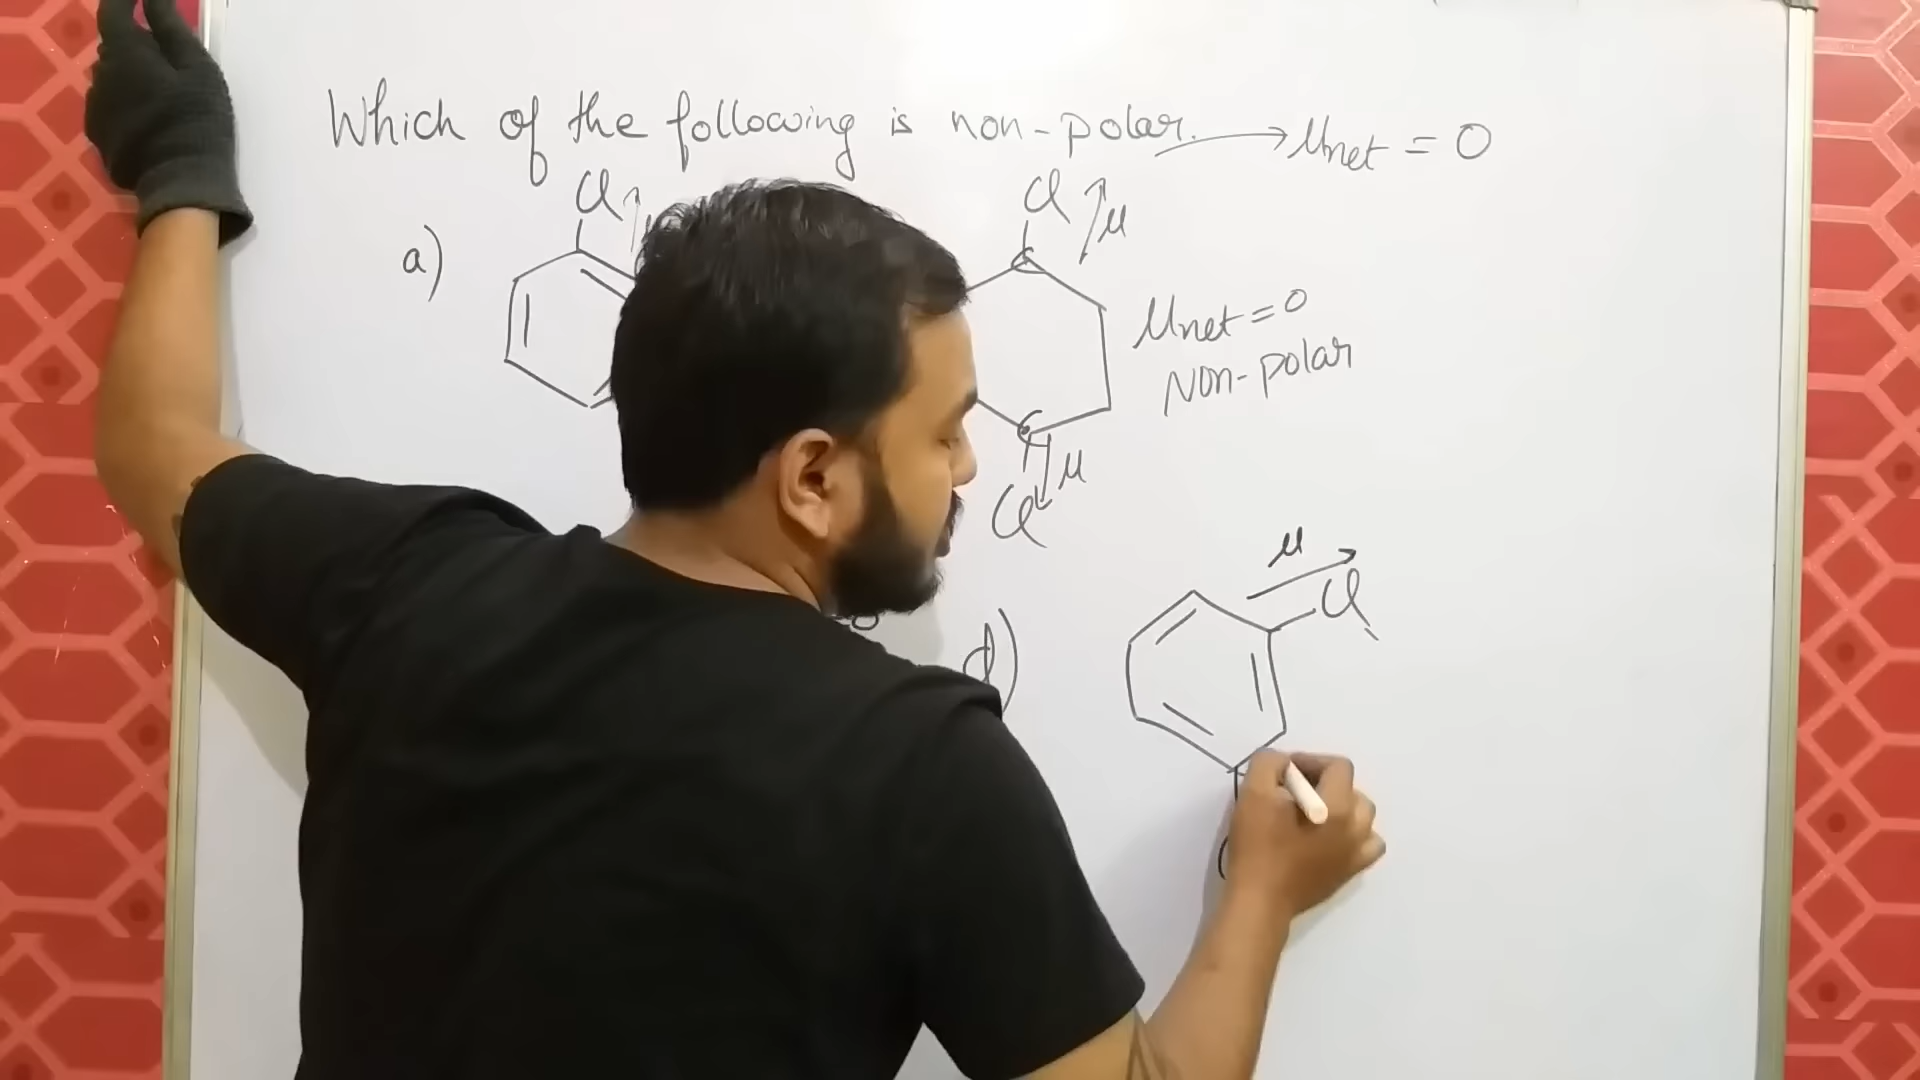 Which of the following is non-polar. → μnet = 0
a)
Cl
Cl
μ
μnet = 0
Non-polar
μ
Cl
d)
μ
Cl